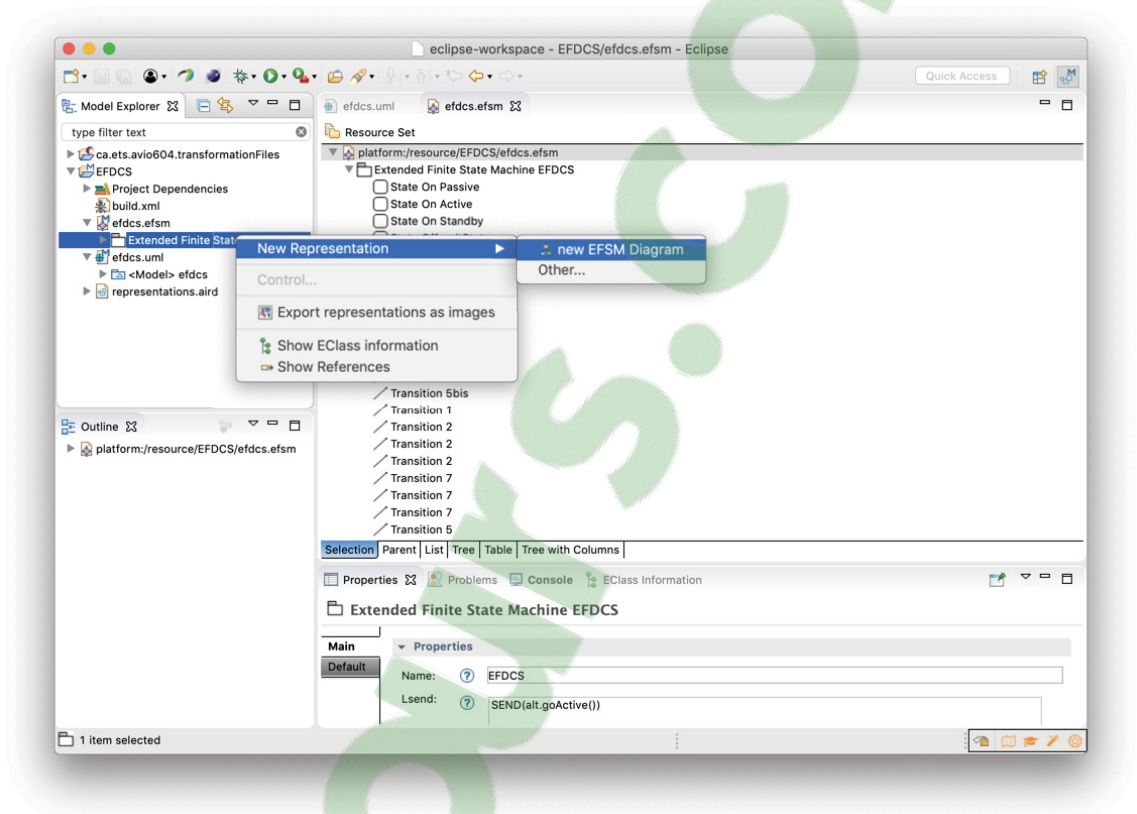 eclipse-workspace - EFDCS/efdcs.efsm - Eclipse
Quick Access
Model Explorer
efdcs.uml
efdcs.efsm
type filter text
Resource Set
ca.ets.avio604.transformationFiles
platform:/resource/EFDCS/efdcs.efsm
EFDCS
Extended Finite State Machine EFDCS
Project Dependencies
State On Passive
build.xml
State On Active
efdcs.efsm
State On Standby
Extended Finite Stat
New Representation
new EFSM Diagram
efdcs.uml
Other...
<Model> efdcs
Control...
representations.aird
Export representations as images
Show EClass information
Show References
Transition 5bis
Transition 1
Outline
Transition 2
platform:/resource/EFDCS/efdcs.efsm
Transition 2
Transition 2
Transition 7
Transition 7
Transition 7
Transition 5
Selection Parent List Tree Table Tree with Columns
Properties Problems Console EClass Information
Extended Finite State Machine EFDCS
Main
Properties
Default
Name: EFDCS
Lsend: SEND(alt.goActive())
1 item selected
urs.co